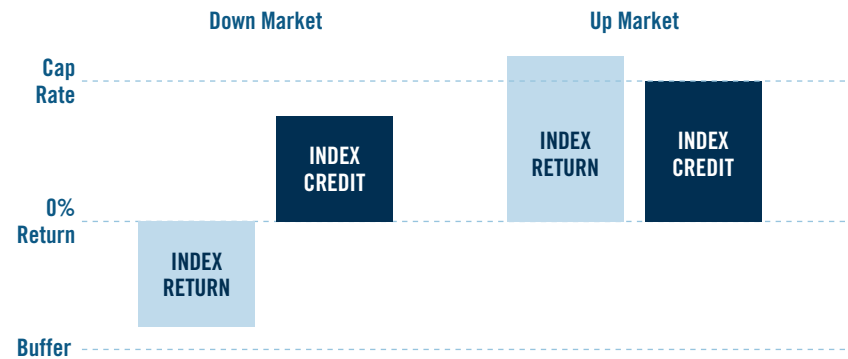 Down Market
Up Market
Cap
Rate
INDEX
CREDIT
INDEX
RETURN
INDEX
CREDIT
0%
Return
INDEX
RETURN
Buffer